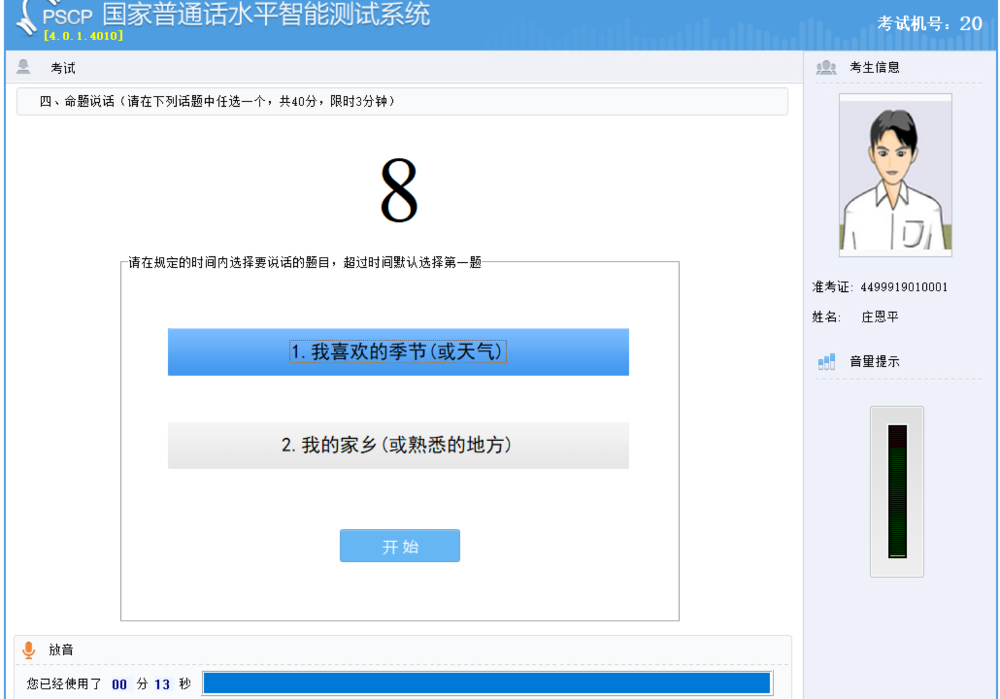 PSCP 国家普通话水平智能测试系统
[4.0.1.4010]
考试机号：20
考试
四、命题说话（请在下列话题中任选一个，共40分，限时3分钟）
8
请在规定的时间内选择要说话的题目，超过时间默认选择第一题
1.我喜欢的季节(或天气)
2.我的家乡(或熟悉的地方)
开始
放音
您已经使用了 00 分 13 秒
考生信息
准考证: 4499919010001
姓名: 庄恩平
音量提示